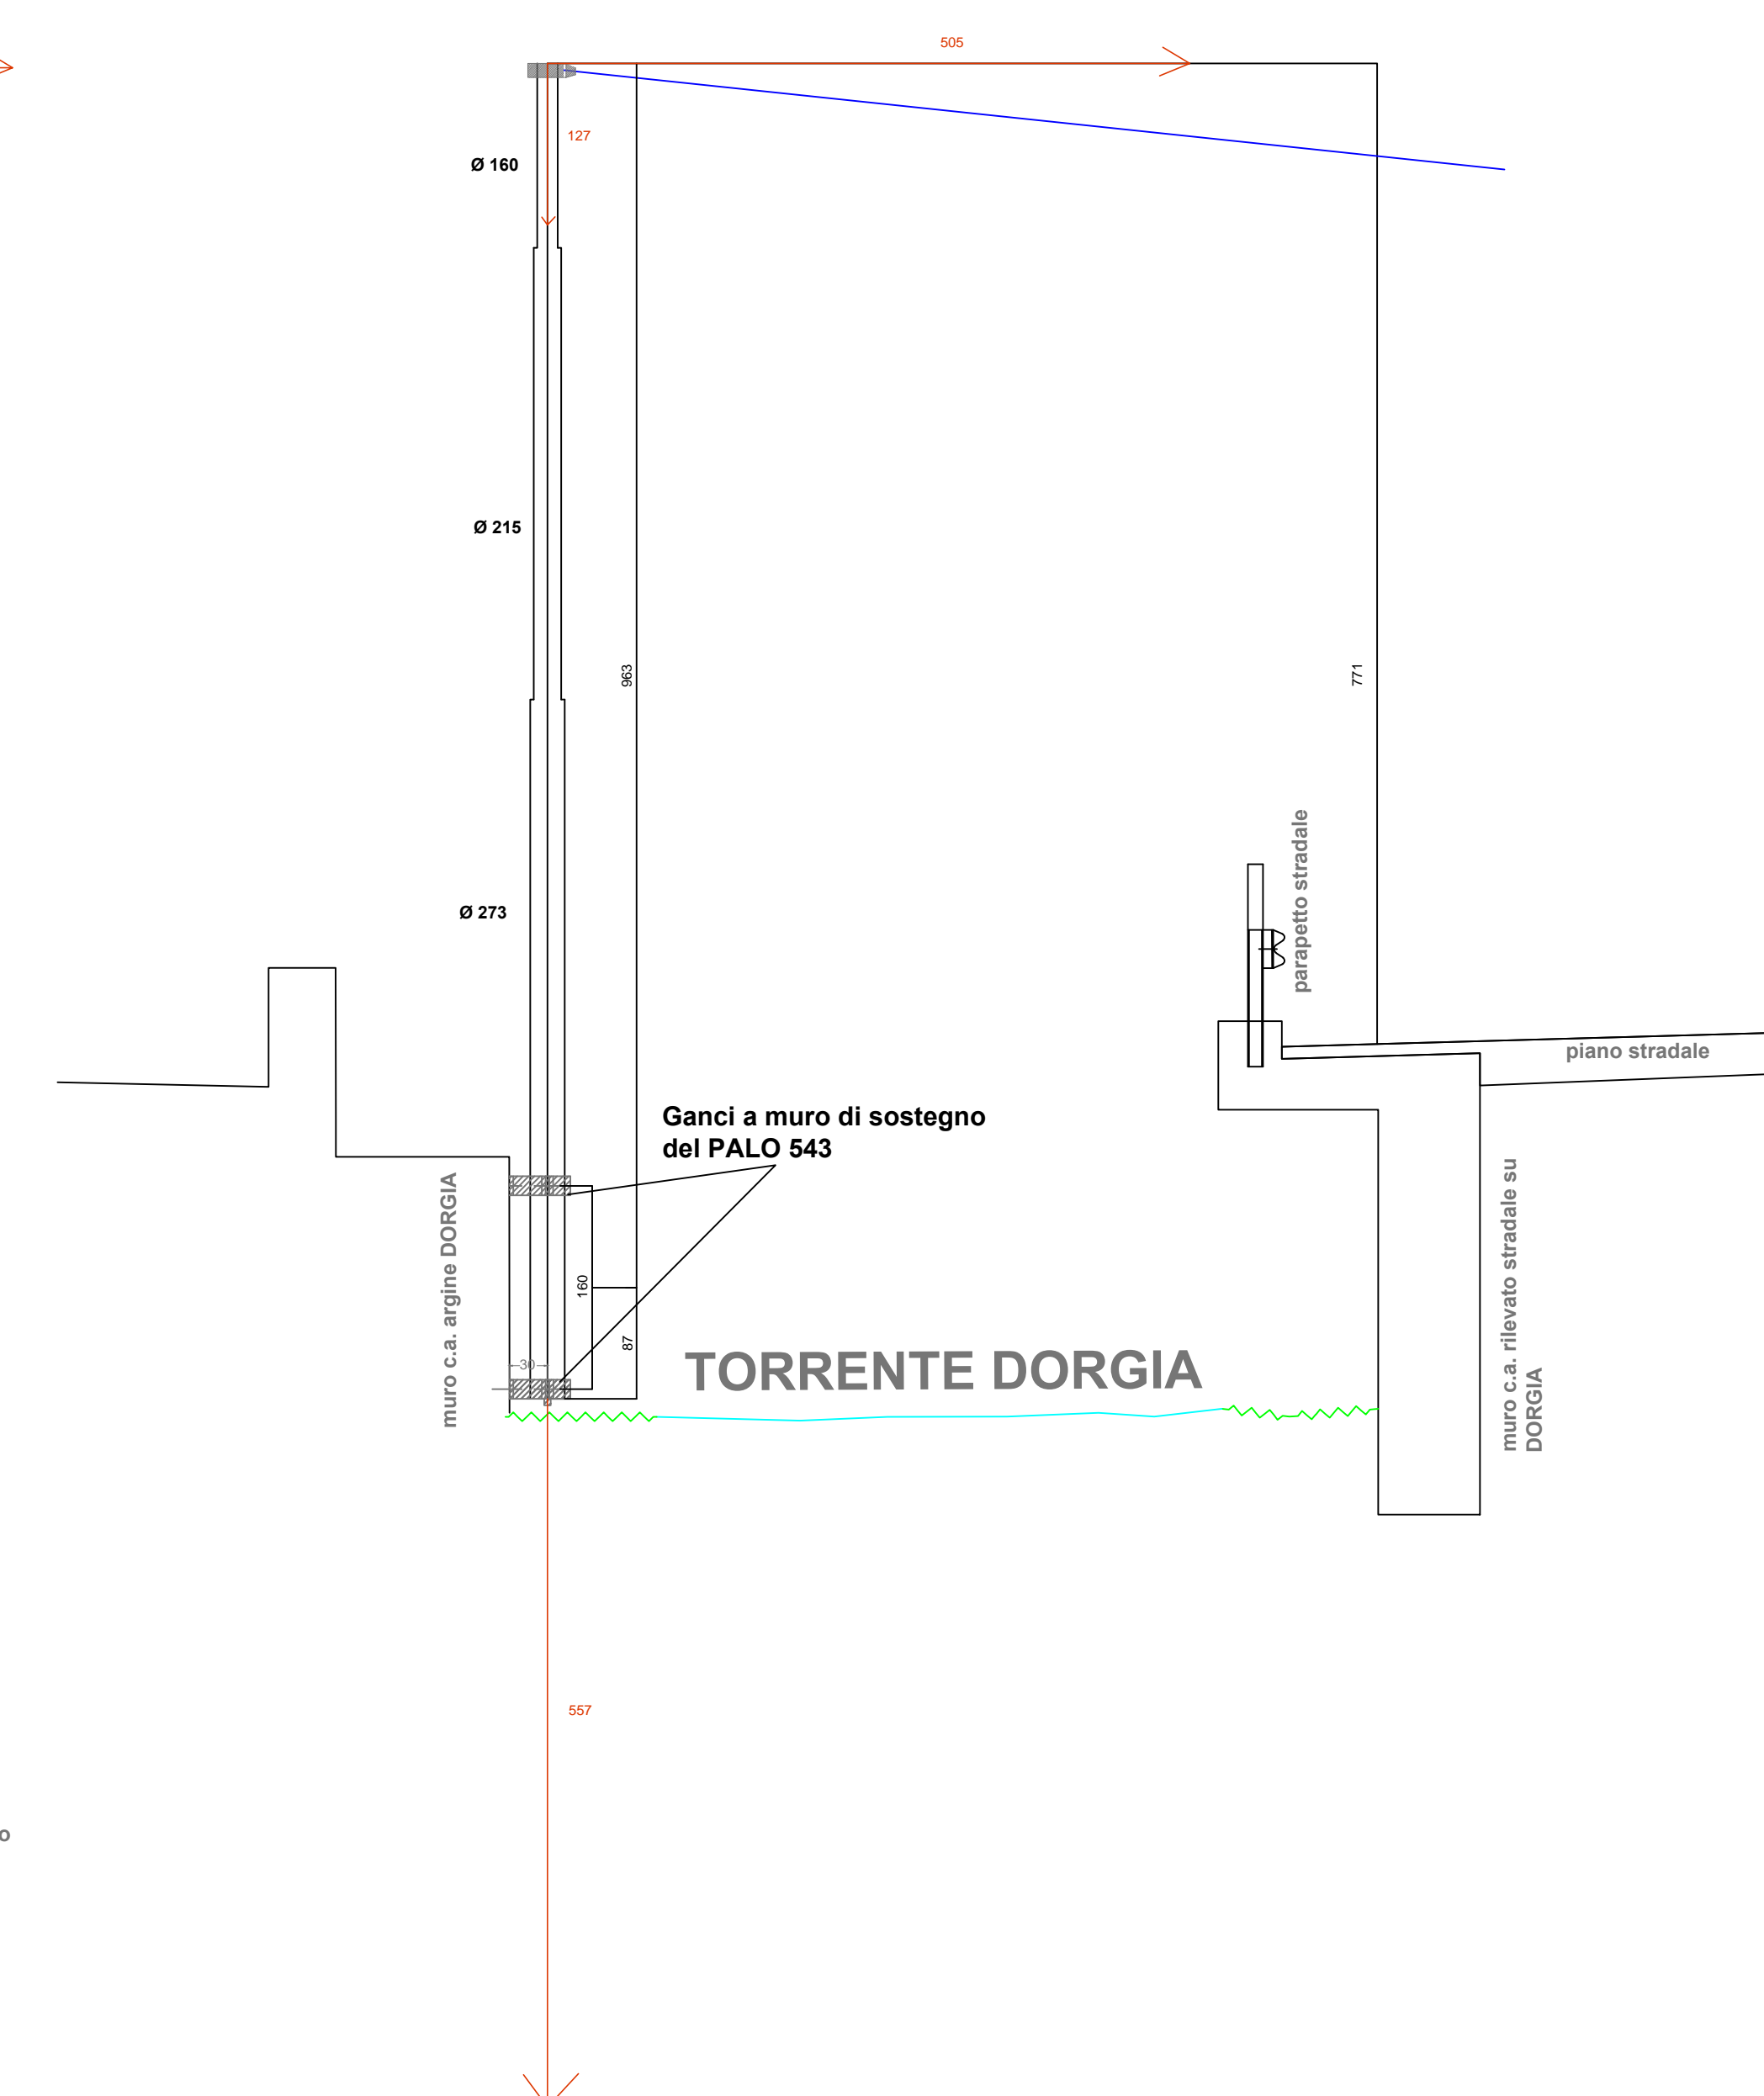 505
127
Ø 160
Ø 215
963
771
parapetto stradale
Ø 273
piano stradale
Ganci a muro di sostegno
del PALO 543
muro c.a. argine DORGIA
muro c.a. rilevato stradale su
DORGIA
160
87
30
TORRENTE DORGIA
557
o